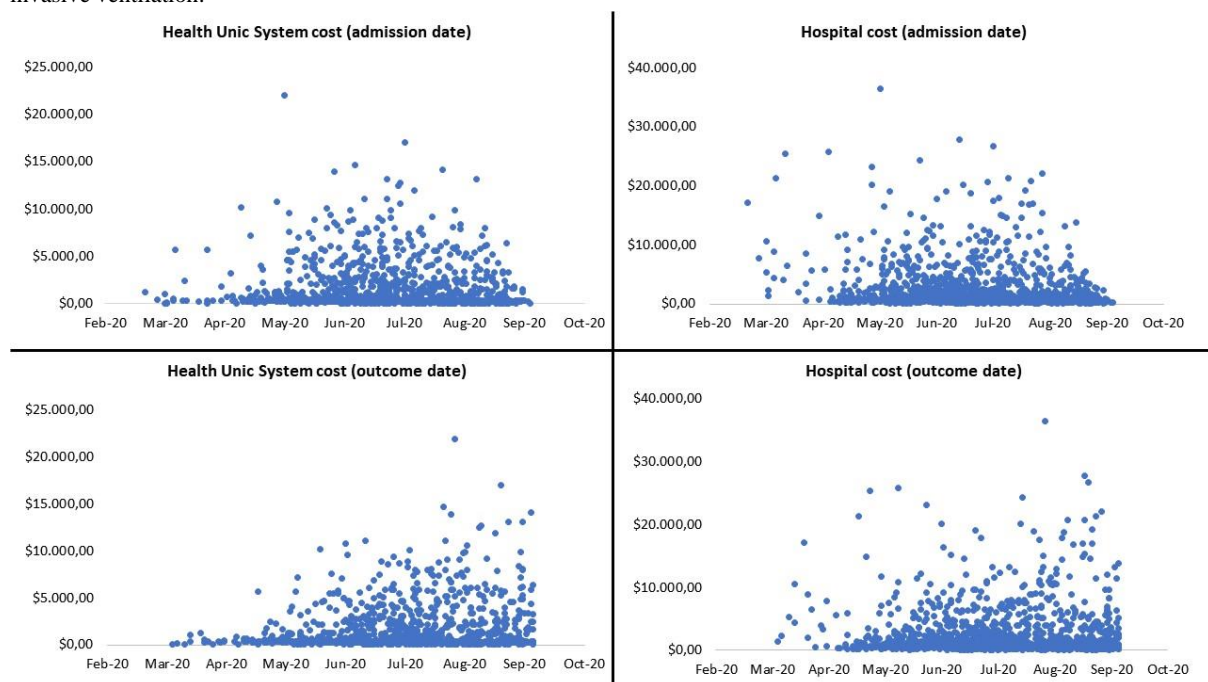 invasive ventilation.
Health Unic System cost (admission date)
$25.000,00
$20.000,00
$15.000,00
$10.000,00
$5.000,00
$0,00
Feb-20 Mar-20 Apr-20 May-20 Jun-20 Jul-20 Aug-20 Sep-20 Oct-20
Hospital cost (admission date)
$40.000,00
$30.000,00
$20.000,00
$10.000,00
$0,00
Feb-20 Mar-20 Apr-20 May-20 Jun-20 Jul-20 Aug-20 Sep-20 Oct-20
Health Unic System cost (outcome date)
$25.000,00
$20.000,00
$15.000,00
$10.000,00
$5.000,00
$0,00
Feb-20 Mar-20 Apr-20 May-20 Jun-20 Jul-20 Aug-20 Sep-20 Oct-20
Hospital cost (outcome date)
$40.000,00
$30.000,00
$20.000,00
$10.000,00
$0,00
Feb-20 Mar-20 Apr-20 May-20 Jun-20 Jul-20 Aug-20 Sep-20 Oct-20